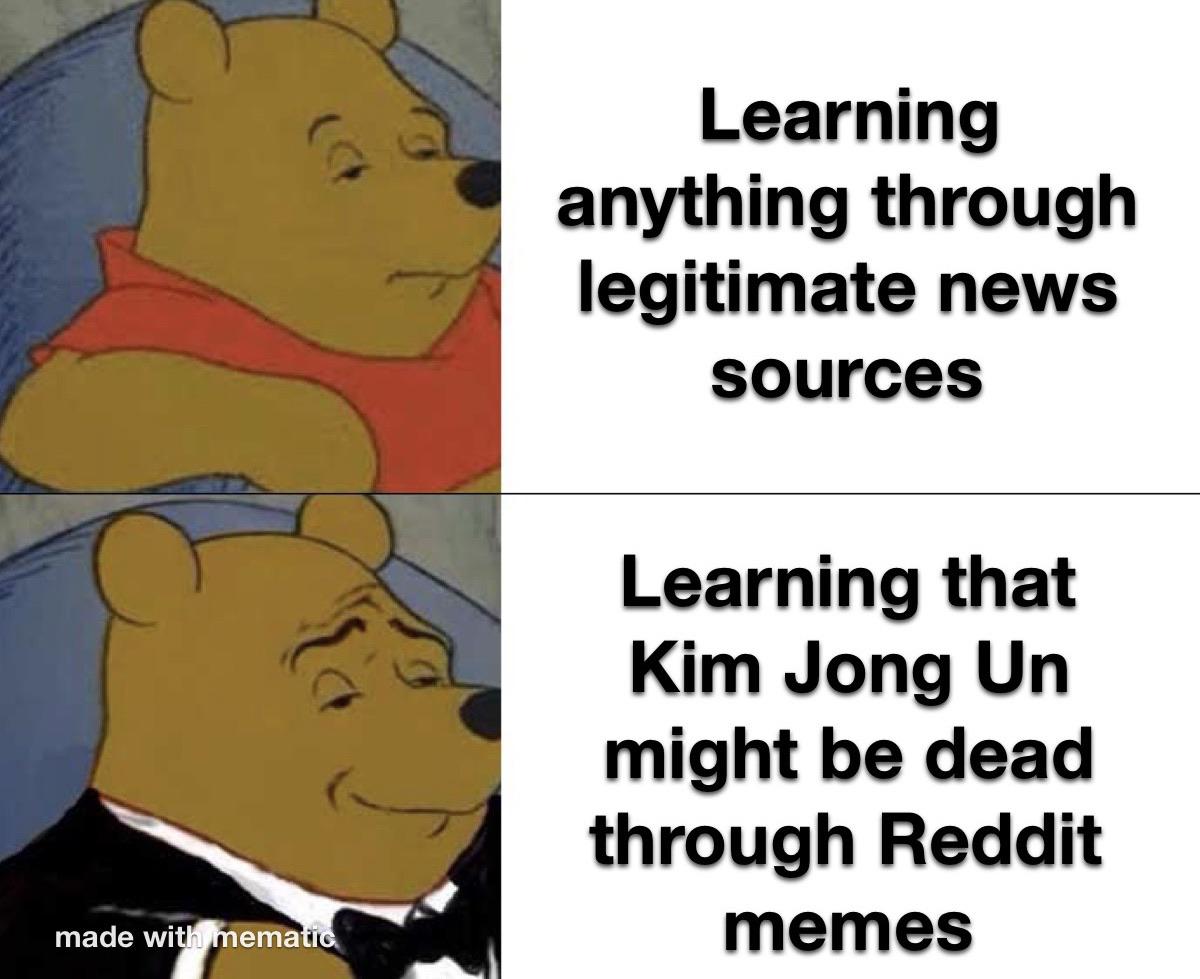 Learning
anything through
legitimate news
sources
Learning that
Kim Jong Un
might be dead
through Reddit
memes
made with mematic